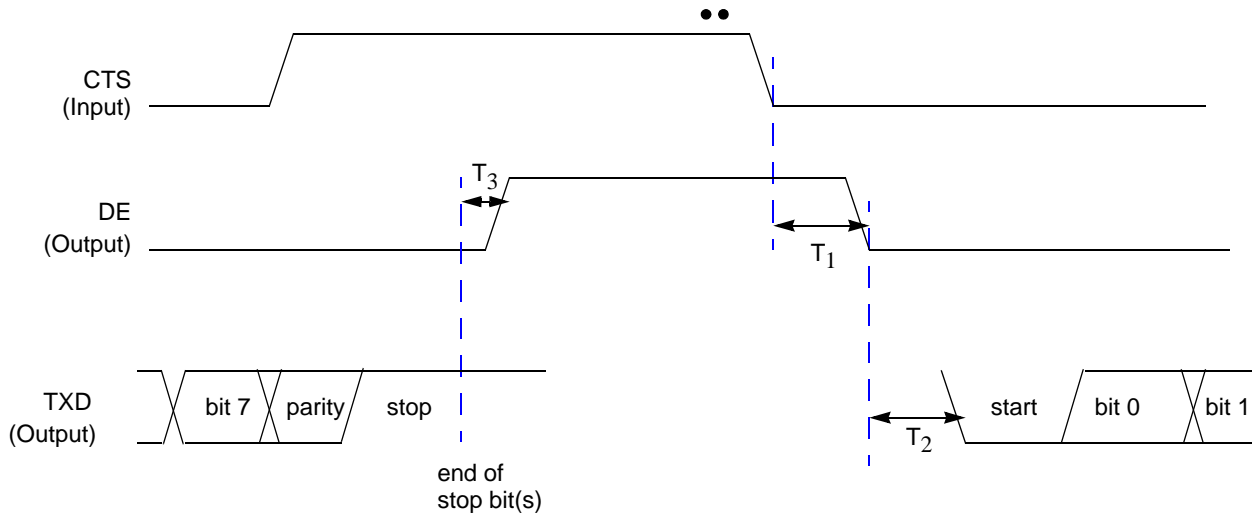 CTS
(Input)
T3
DE
(Output)
T1
TXD
(Output)
bit 7
parity
stop
start
bit 0
bit 1
T2
end of
stop bit(s)